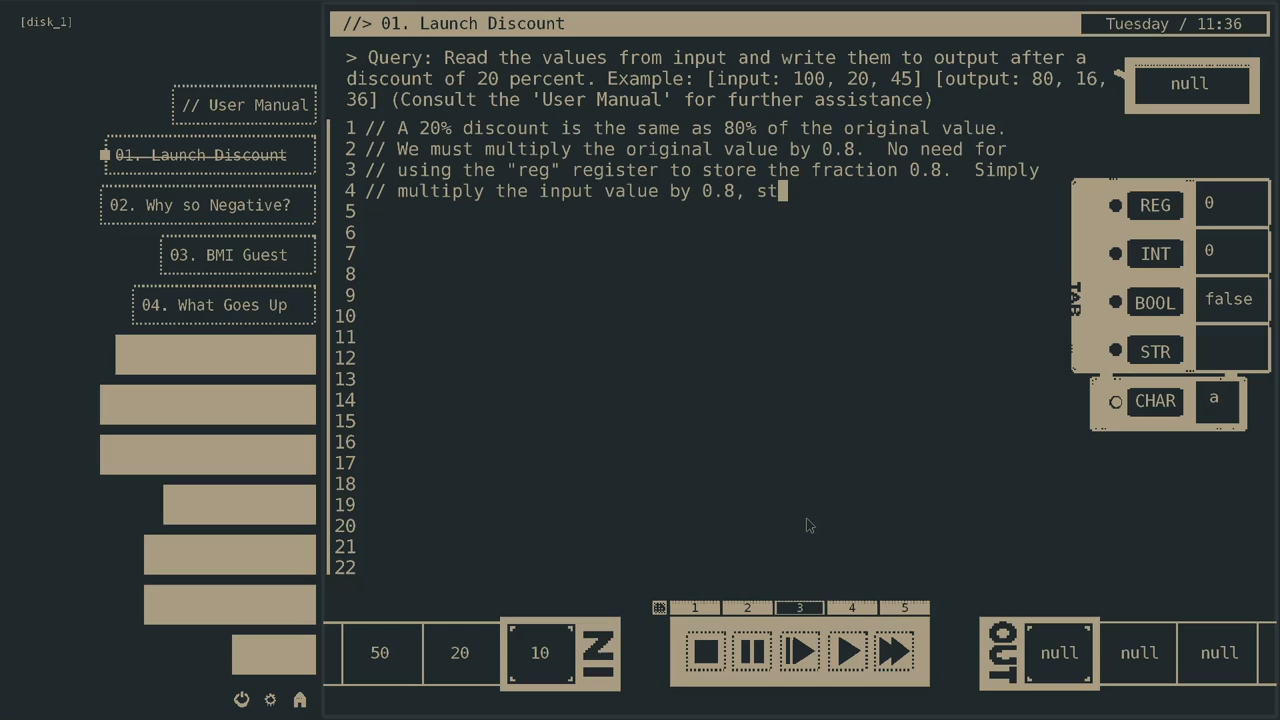 [disk_1]
// User Manual
01. Launch Discount
02. Why so Negative?
03. BMI Guest
04. What Goes Up
//> 01. Launch Discount
Tuesday / 11:36
> Query: Read the values from input and write them to output after a
discount of 20 percent. Example: [input: 100, 20, 45] [output: 80, 16,
36] (Consult the 'User Manual' for further assistance)
null
1 // A 20% discount is the same as 80% of the original value.
2 // We must multiply the original value by 0.8.  No need for
3 // using the "reg" register to store the fraction 0.8.  Simply
4 // multiply the input value by 0.8, st
5
6
7
8
9
10
11
12
13
14
15
16
17
18
19
20
21
22
TAB
REG 0
INT 0
BOOL false
STR
CHAR a
1 2 3 4 5
50 20 10 IN
OUT null null null